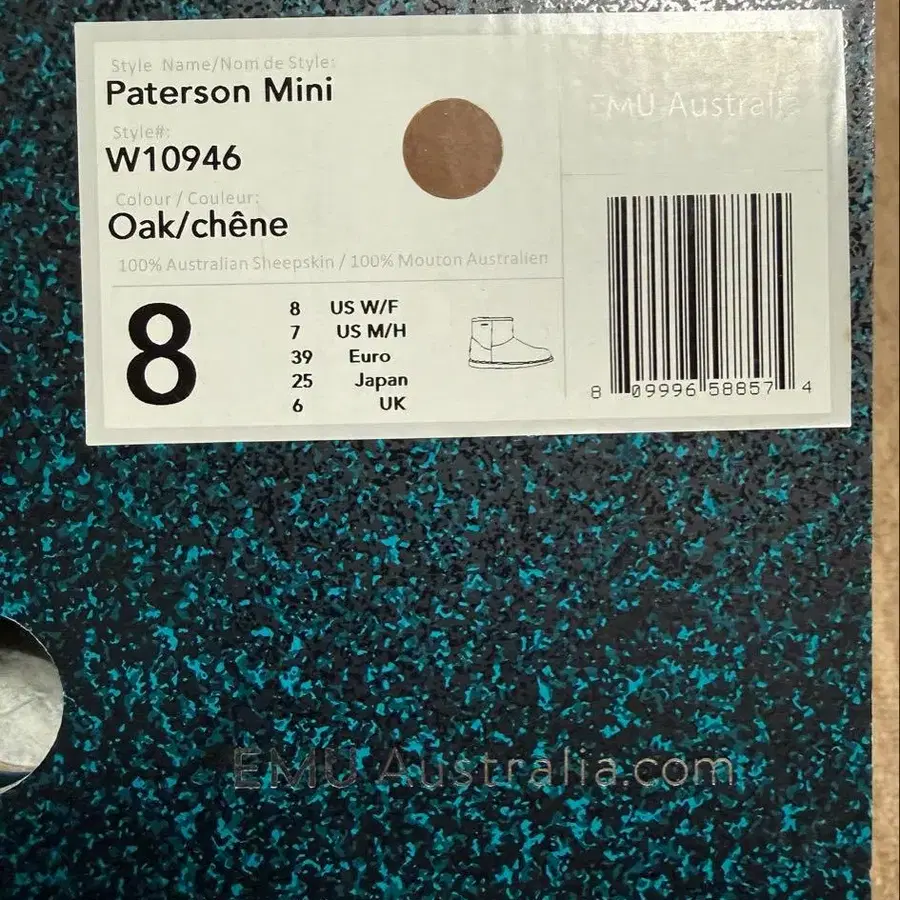 Style Name/Nom de Style:
Paterson Mini
Style#:
W10946
Colour / Couleur:
Oak/chêne
100% Australian Sheepskin / 100% Mouton Australien
8
8 US W/F
7 US M/H
39 Euro
25 Japan
6 UK
EMU Australia
8 09996 58857 4
EMU Australia.com